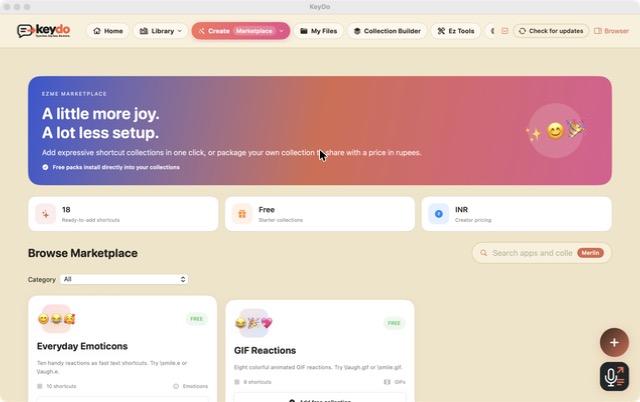 KeyDo
keydo
Home
Library
Create Marketplace
My Files
Collection Builder
Ez Tools
Check for updates
Browser
EZME MARKETPLACE
A little more joy.
A lot less setup.
Add expressive shortcut collections in one click, or package your own collection to share with a price in rupees.
Free packs install directly into your collections
18
Ready-to-add shortcuts
Free
Starter collections
INR
Creator pricing
Browse Marketplace
Search apps and colle
Merlin
Category
All
FREE
Everyday Emoticons
Ten handy reactions as fast text shortcuts. Try \smile.e or
\laugh.e.
10 shortcuts
Emoticons
FREE
GIF Reactions
Eight colorful animated GIF reactions. Try \laugh.gif or \smile.gif.
8 shortcuts
GIFs
Add free collection